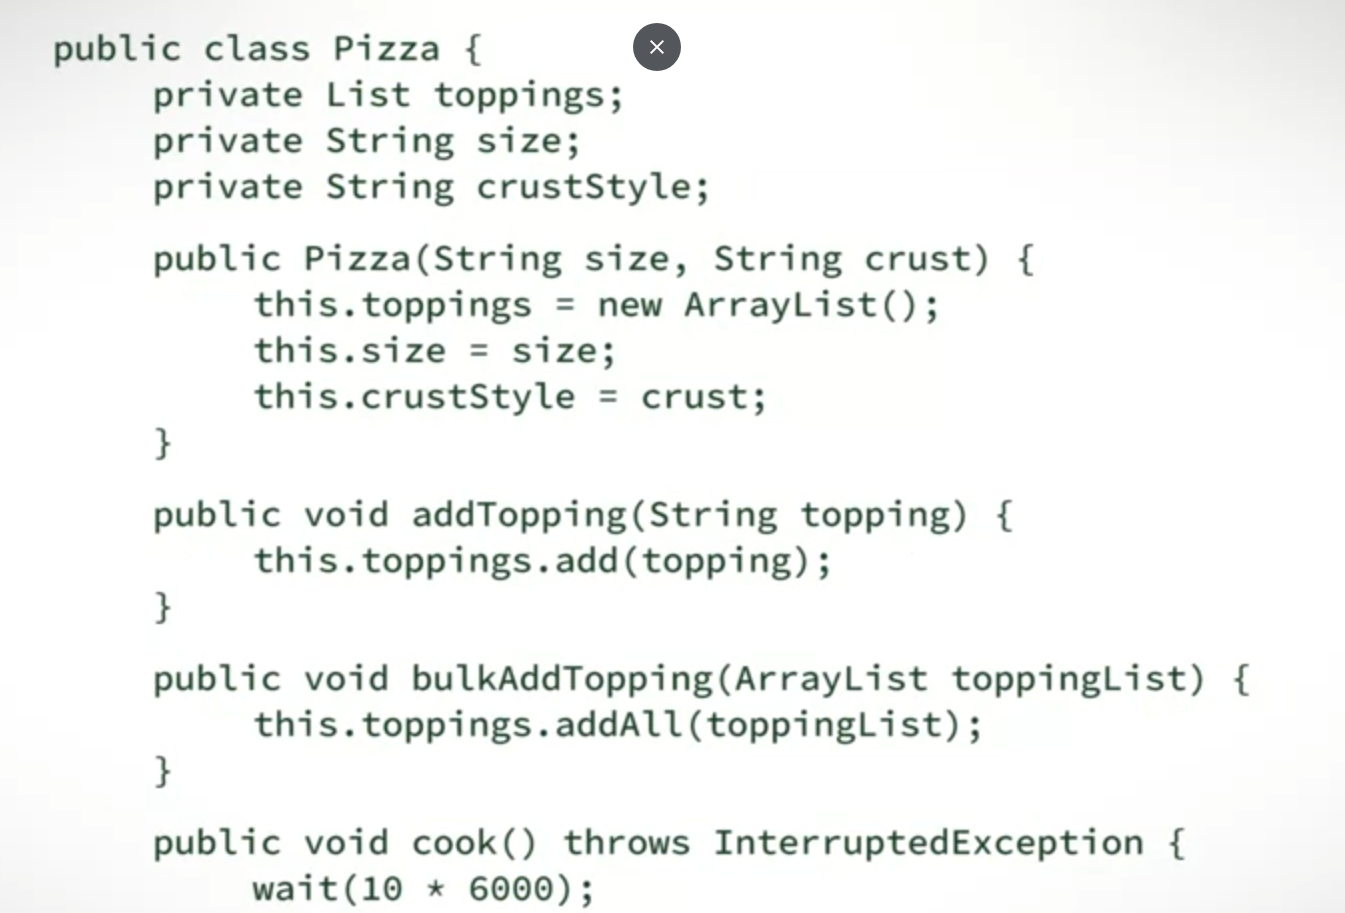 public class Pizza {
private List toppings;
private String size;
private String crustStyle;
public Pizza(String size, String crust) {
this.toppings = new ArrayList();
this.size = size;
this.crustStyle = crust;
}
public void addTopping(String topping) {
this.toppings.add(topping);
}
public void bulkAddTopping(ArrayList toppingList) {
this.toppings.addAll(toppingList);
}
public void cook() throws InterruptedException {
wait(10 * 6000);